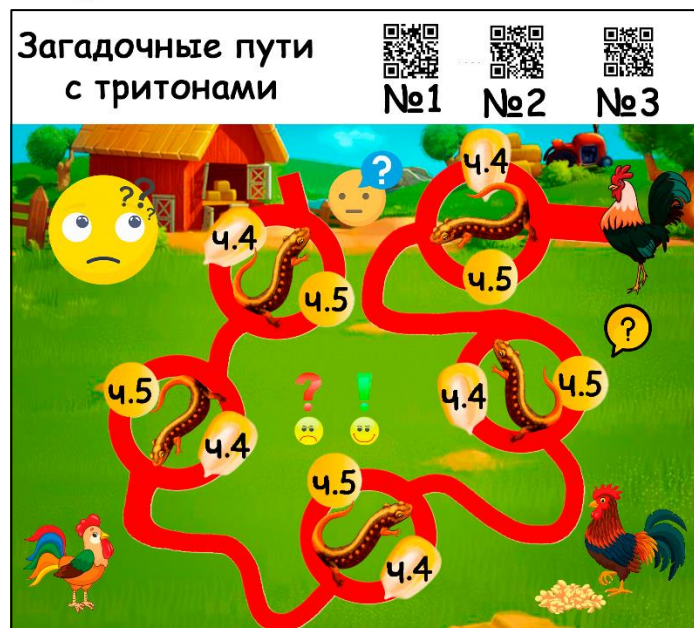 Загадочные пути
с тритонами
№1 №2 №3
?
???
ч.4
ч.4
ч.5
ч.5
?
ч.5
ч.4
ч.5
? !
ч.4
ч.5
ч.4